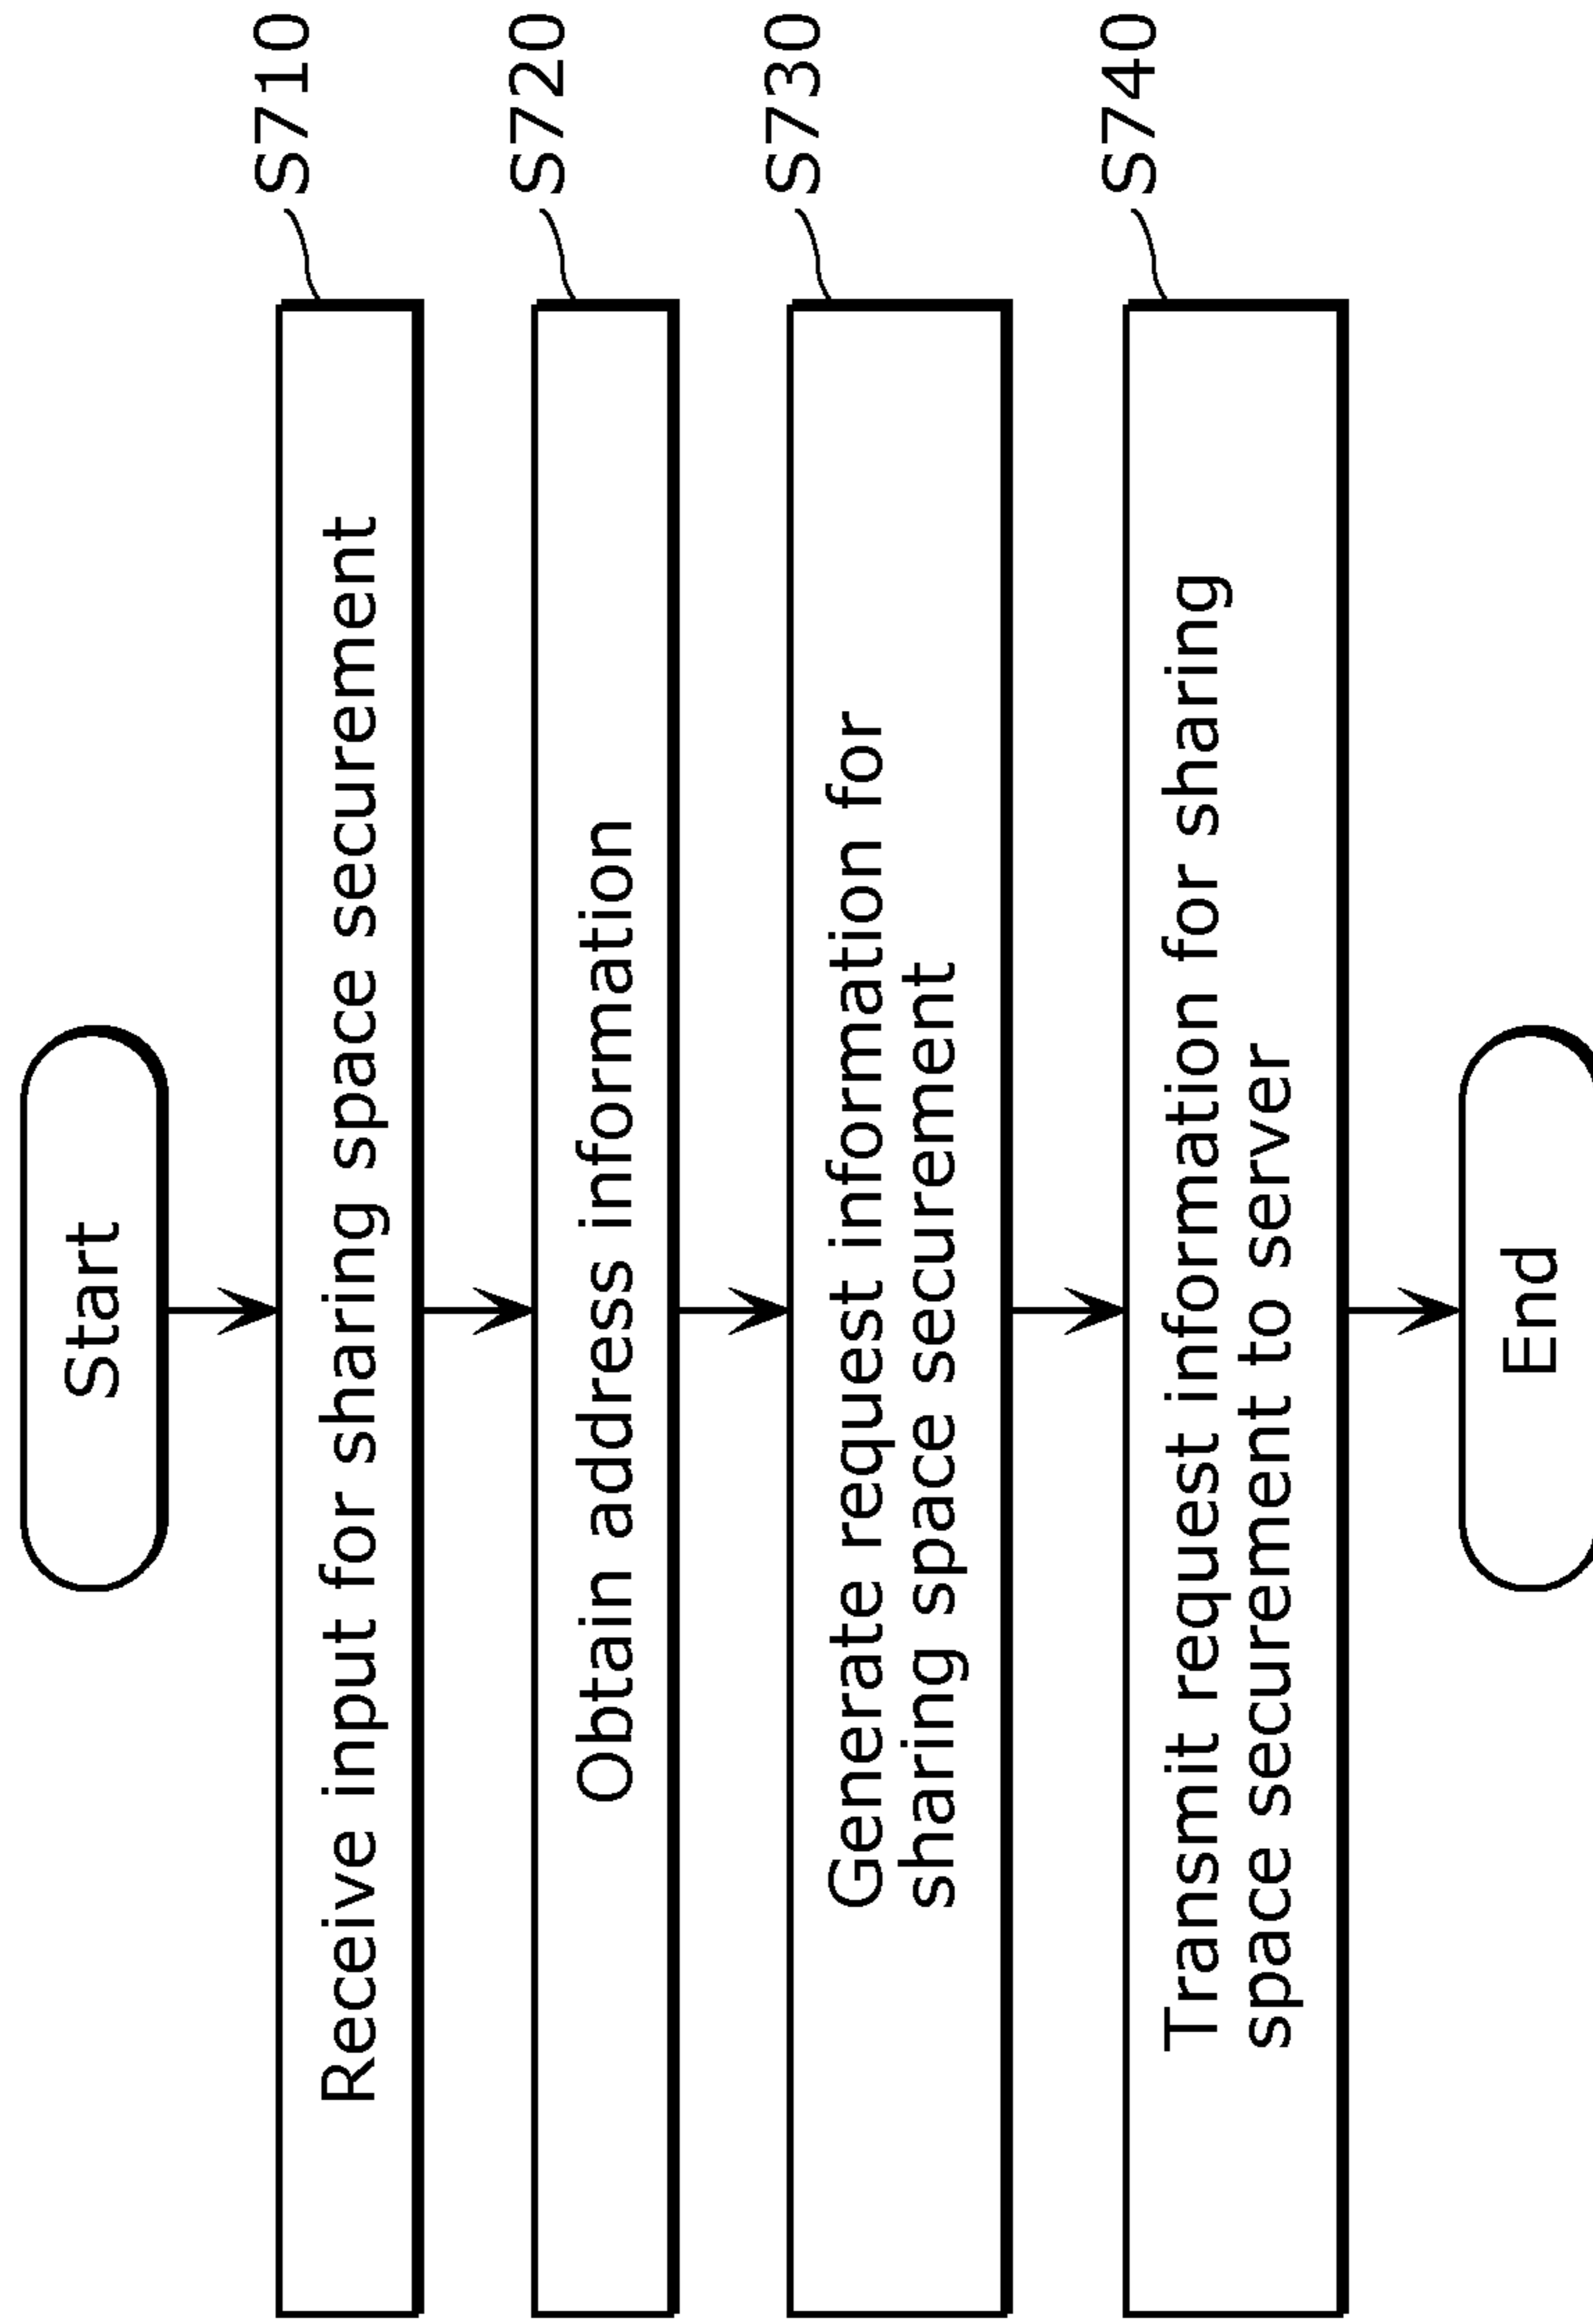 Start
S710
Receive input for sharing space securement
S720
Obtain address information
S730
Generate request information for
sharing space securement
S740
Transmit request information for sharing
space securement to server
End